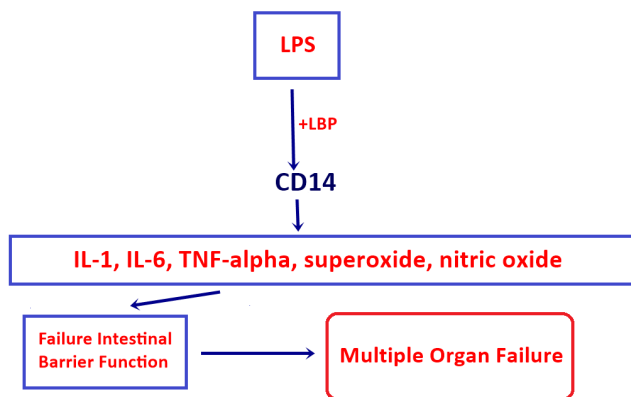 LPS
+LBP
CD14
IL-1, IL-6, TNF-alpha, superoxide, nitric oxide
Failure Intestinal
Barrier Function
Multiple Organ Failure